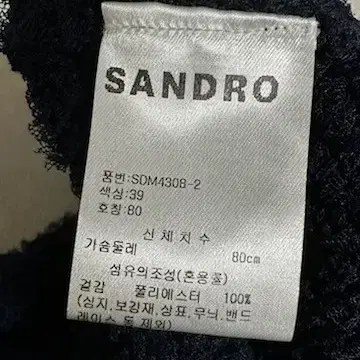 SANDRO
품번:SDM430B-2
색상:39
호칭:80
신체치수
가슴둘레 80cm
섬유의조성(혼용률)
겉감 폴리에스터 100%
(심지,보강재,상표,무늬,밴드
레이스 등 제외)